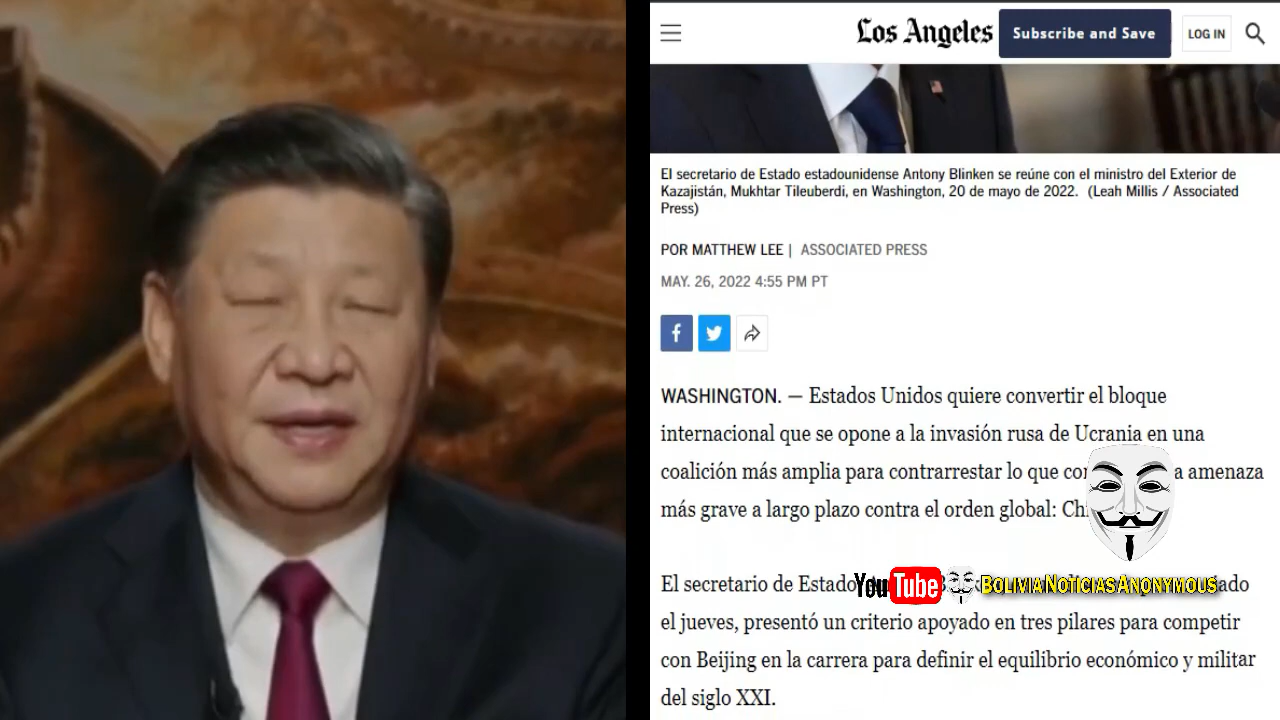 Los Angeles
Subscribe and Save
LOG IN
El secretario de Estado estadounidense Antony Blinken se reúne con el ministro del Exterior de
Kazajistán, Mukhtar Tileuberdi, en Washington, 20 de mayo de 2022. (Leah Millis / Associated
Press)
POR MATTHEW LEE | ASSOCIATED PRESS
MAY. 26, 2022 4:55 PM PT
WASHINGTON. — Estados Unidos quiere convertir el bloque
internacional que se opone a la invasión rusa de Ucrania en una
coalición más amplia para contrarrestar lo que a amenaza
más grave a largo plazo contra el orden global:
El secretario de Estado
YouTube BOLIVIANOTICIASANONYMOUS
el jueves, presentó un criterio apoyado en tres pilares para competir
con Beijing en la carrera para definir el equilibrio económico y militar
del siglo XXI.